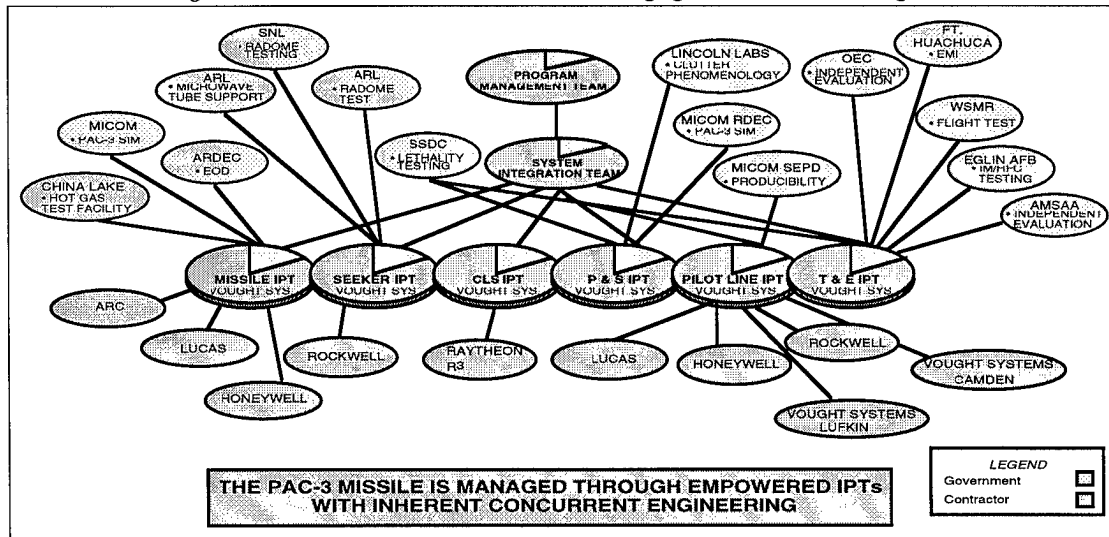 SNL
• RADOME
TESTING
ARL
• MICROWAVE
TUBE SUPPORT
ARL
• RADOME
TEST
MICOM
• PAC-3 SIM
ARDEC
• EOD
CHINA LAKE
• HOT GAS
TEST FACILITY
PROGRAM
MANAGEMENT TEAM
SYSTEM
INTEGRATION TEAM
SSDC
• LETHALITY
TESTING
LINCOLN LABS
• CLUTTER
PHENOMENOLOGY
MICOM RDEC
• PAC-3 SIM
MICOM SEPD
• PRODUCIBILITY
OEC
• INDEPENDENT
EVALUATION
FT.
HUACHUCA
• EMI
WSMR
• FLIGHT TEST
EGLIN AFB
TESTING
AMSAA
• INDEPENDENT
EVALUATION
MISSILE IPT
VOUGHT SYS
SEEKER IPT
VOUGHT SYS
CLS IPT
VOUGHT SYS
P & S IPT
VOUGHT SYS
PILOT LINE IPT
VOUGHT SYS
T & E IPT
VOUGHT SYS
ARC
LUCAS
HONEYWELL
ROCKWELL
RAYTHEON
R3
LUCAS
HONEYWELL
ROCKWELL
VOUGHT SYSTEMS
CAMDEN
VOUGHT SYSTEMS
LUFKIN
THE PAC-3 MISSILE IS MANAGED THROUGH EMPOWERED IPTs
WITH INHERENT CONCURRENT ENGINEERING
LEGEND
Government
Contractor